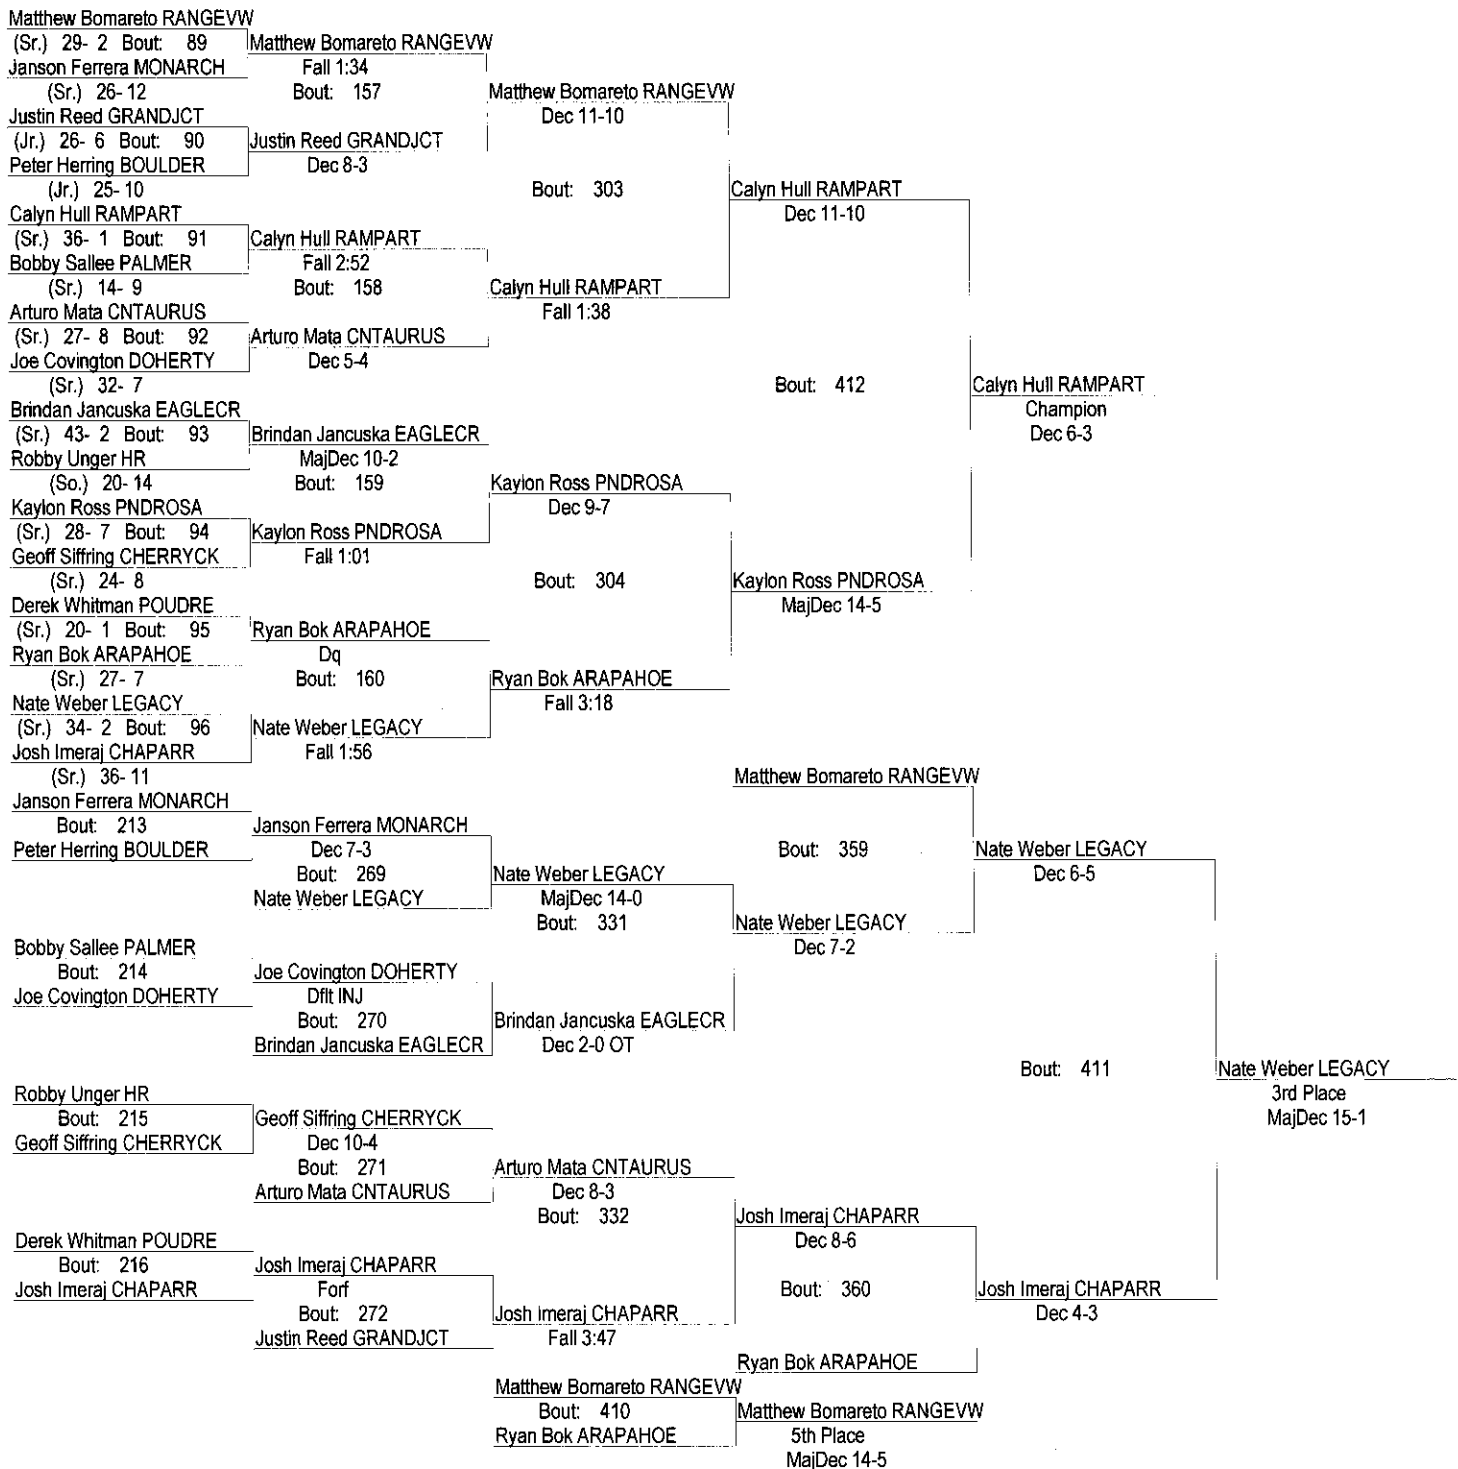 Matthew Bomareto RANGEVW
(Sr.) 29- 2 Bout: 89
Janson Ferrera MONARCH
(Sr.) 26- 12
Justin Reed GRANDJCT
(Jr.) 26- 6 Bout: 90
Peter Herring BOULDER
(Jr.) 25- 10
Calyn Hull RAMPART
(Sr.) 36- 1 Bout: 91
Bobby Sallee PALMER
(Sr.) 14- 9
Arturo Mata CNTAURUS
(Sr.) 27- 8 Bout: 92
Joe Covington DOHERTY
(Sr.) 32- 7
Brindan Jancuska EAGLECR
(Sr.) 43- 2 Bout: 93
Robby Unger HR
(So.) 20- 14
Kaylon Ross PNDROSA
(Sr.) 28- 7 Bout: 94
Geoff Siffring CHERRYCK
(Sr.) 24- 8
Derek Whitman POUDRE
(Sr.) 20- 1 Bout: 95
Ryan Bok ARAPAHOE
(Sr.) 27- 7
Nate Weber LEGACY
(Sr.) 34- 2 Bout: 96
Josh Imeraj CHAPARR
(Sr.) 36- 11
Matthew Bomareto RANGEVW
Fall 1:34
Bout: 157
Justin Reed GRANDJCT
Dec 8-3
Calyn Hull RAMPART
Fall 2:52
Bout: 158
Arturo Mata CNTAURUS
Dec 5-4
Brindan Jancuska EAGLECR
MajDec 10-2
Bout: 159
Kaylon Ross PNDROSA
Fall 1:01
Ryan Bok ARAPAHOE
Dq
Bout: 160
Nate Weber LEGACY
Fall 1:56
Matthew Bomareto RANGEVW
Dec 11-10
Bout: 303
Calyn Hull RAMPART
Fall 1:38
Kaylon Ross PNDROSA
Dec 9-7
Bout: 304
Ryan Bok ARAPAHOE
Fall 3:18
Calyn Hull RAMPART
Dec 11-10
Bout: 412
Kaylon Ross PNDROSA
MajDec 14-5
Calyn Hull RAMPART
Champion
Dec 6-3
Janson Ferrera MONARCH
Bout: 213
Peter Herring BOULDER
Bobby Sallee PALMER
Bout: 214
Joe Covington DOHERTY
Robby Unger HR
Bout: 215
Geoff Siffring CHERRYCK
Derek Whitman POUDRE
Bout: 216
Josh Imeraj CHAPARR
Janson Ferrera MONARCH
Dec 7-3
Bout: 269
Nate Weber LEGACY
Joe Covington DOHERTY
Dflt INJ
Bout: 270
Brindan Jancuska EAGLECR
Geoff Siffring CHERRYCK
Dec 10-4
Bout: 271
Arturo Mata CNTAURUS
Josh Imeraj CHAPARR
Forf
Bout: 272
Justin Reed GRANDJCT
Nate Weber LEGACY
MajDec 14-0
Bout: 331
Brindan Jancuska EAGLECR
Dec 2-0 OT
Arturo Mata CNTAURUS
Dec 8-3
Bout: 332
Josh Imeraj CHAPARR
Fall 3:47
Matthew Bomareto RANGEVW
Bout: 359
Nate Weber LEGACY
Dec 7-2
Josh Imeraj CHAPARR
Dec 8-6
Bout: 360
Ryan Bok ARAPAHOE
Nate Weber LEGACY
Dec 6-5
Bout: 411
Josh Imeraj CHAPARR
Dec 4-3
Nate Weber LEGACY
3rd Place
MajDec 15-1
Matthew Bomareto RANGEVW
Bout: 410
Ryan Bok ARAPAHOE
Matthew Bomareto RANGEVW
5th Place
MajDec 14-5